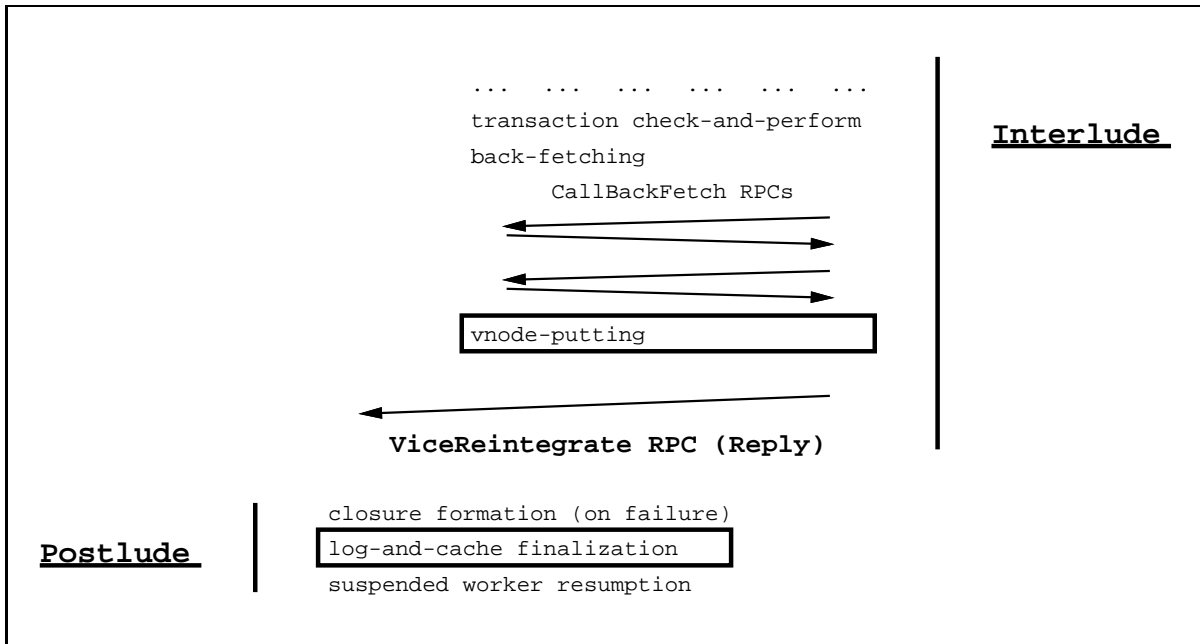 ... ... ... ... ... ...
transaction check-and-perform
Interlude
back-fetching
CallBackFetch RPCs
vnode-putting
ViceReintegrate RPC (Reply)
closure formation (on failure)
Postlude
log-and-cache finalization
suspended worker resumption